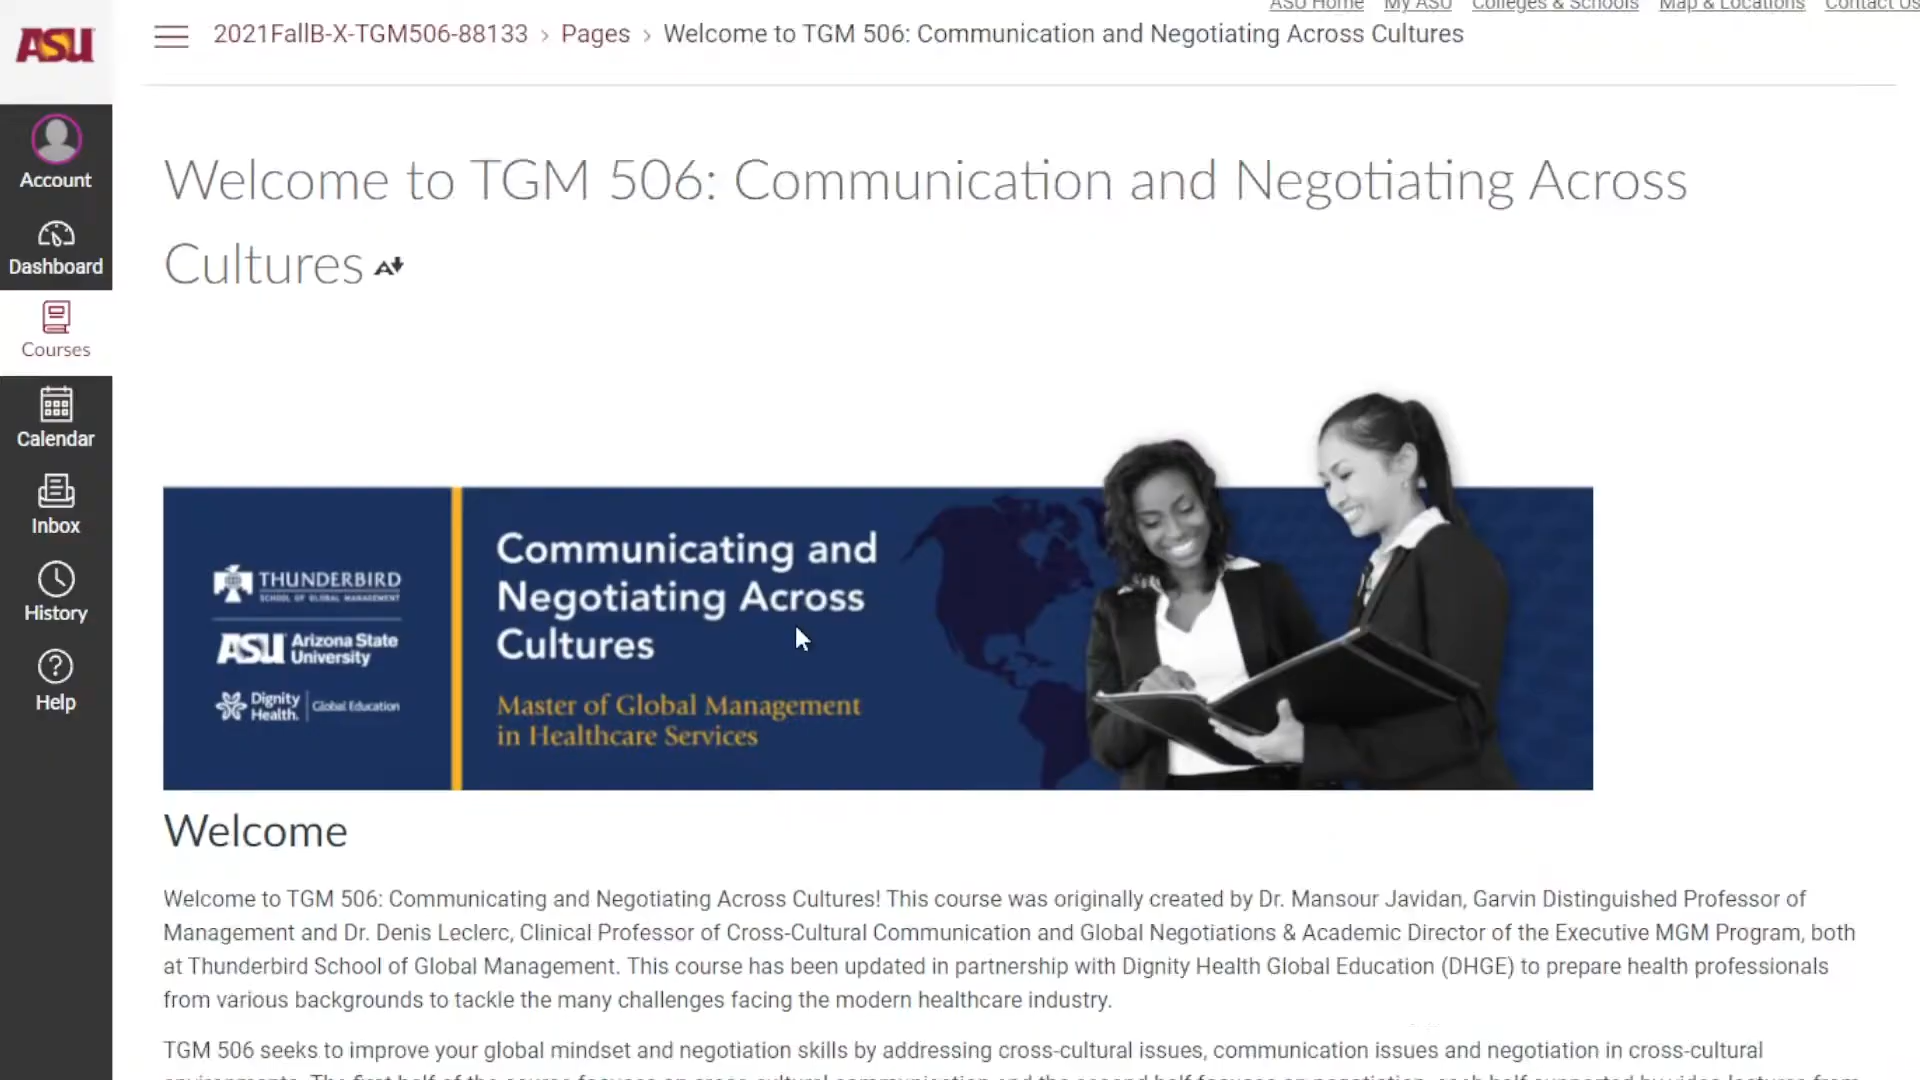 ASU Home My ASU Colleges & Schools Map & Locations Contact Us
ASU
2021FallB-X-TGM506-88133 › Pages › Welcome to TGM 506: Communication and Negotiating Across Cultures
Account
Dashboard
Courses
Calendar
Inbox
History
Help
Welcome to TGM 506: Communication and Negotiating Across
Cultures
THUNDERBIRD
SCHOOL OF GLOBAL MANAGEMENT
ASU Arizona State
University
Dignity
Health. Global Education
Communicating and
Negotiating Across
Cultures
Master of Global Management
in Healthcare Services
Welcome
Welcome to TGM 506: Communicating and Negotiating Across Cultures! This course was originally created by Dr. Mansour Javidan, Garvin Distinguished Professor of
Management and Dr. Denis Leclerc, Clinical Professor of Cross-Cultural Communication and Global Negotiations & Academic Director of the Executive MGM Program, both
at Thunderbird School of Global Management. This course has been updated in partnership with Dignity Health Global Education (DHGE) to prepare health professionals
from various backgrounds to tackle the many challenges facing the modern healthcare industry.
TGM 506 seeks to improve your global mindset and negotiation skills by addressing cross-cultural issues, communication issues and negotiation in cross-cultural